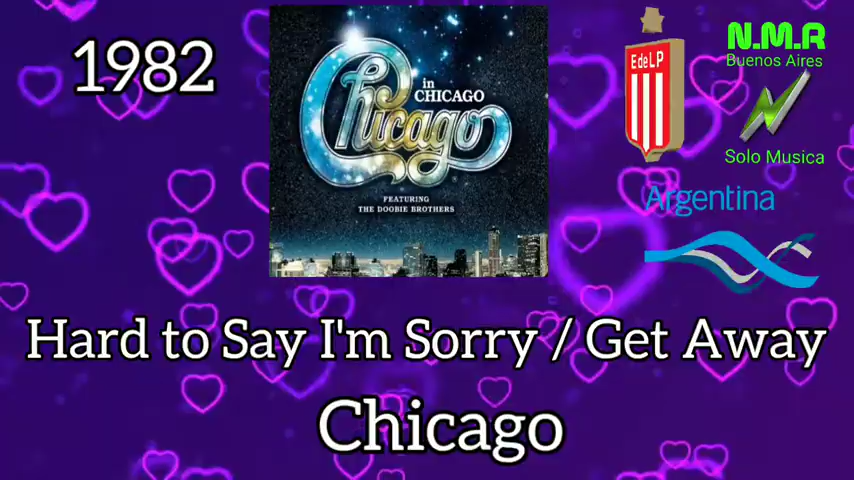 1982
in
CHICAGO
Chicago
FEATURING
THE DOOBIE BROTHERS
EdeLP
N.M.R
Buenos Aires
Solo Musica
Argentina
Hard to Say I'm Sorry / Get Away
Chicago